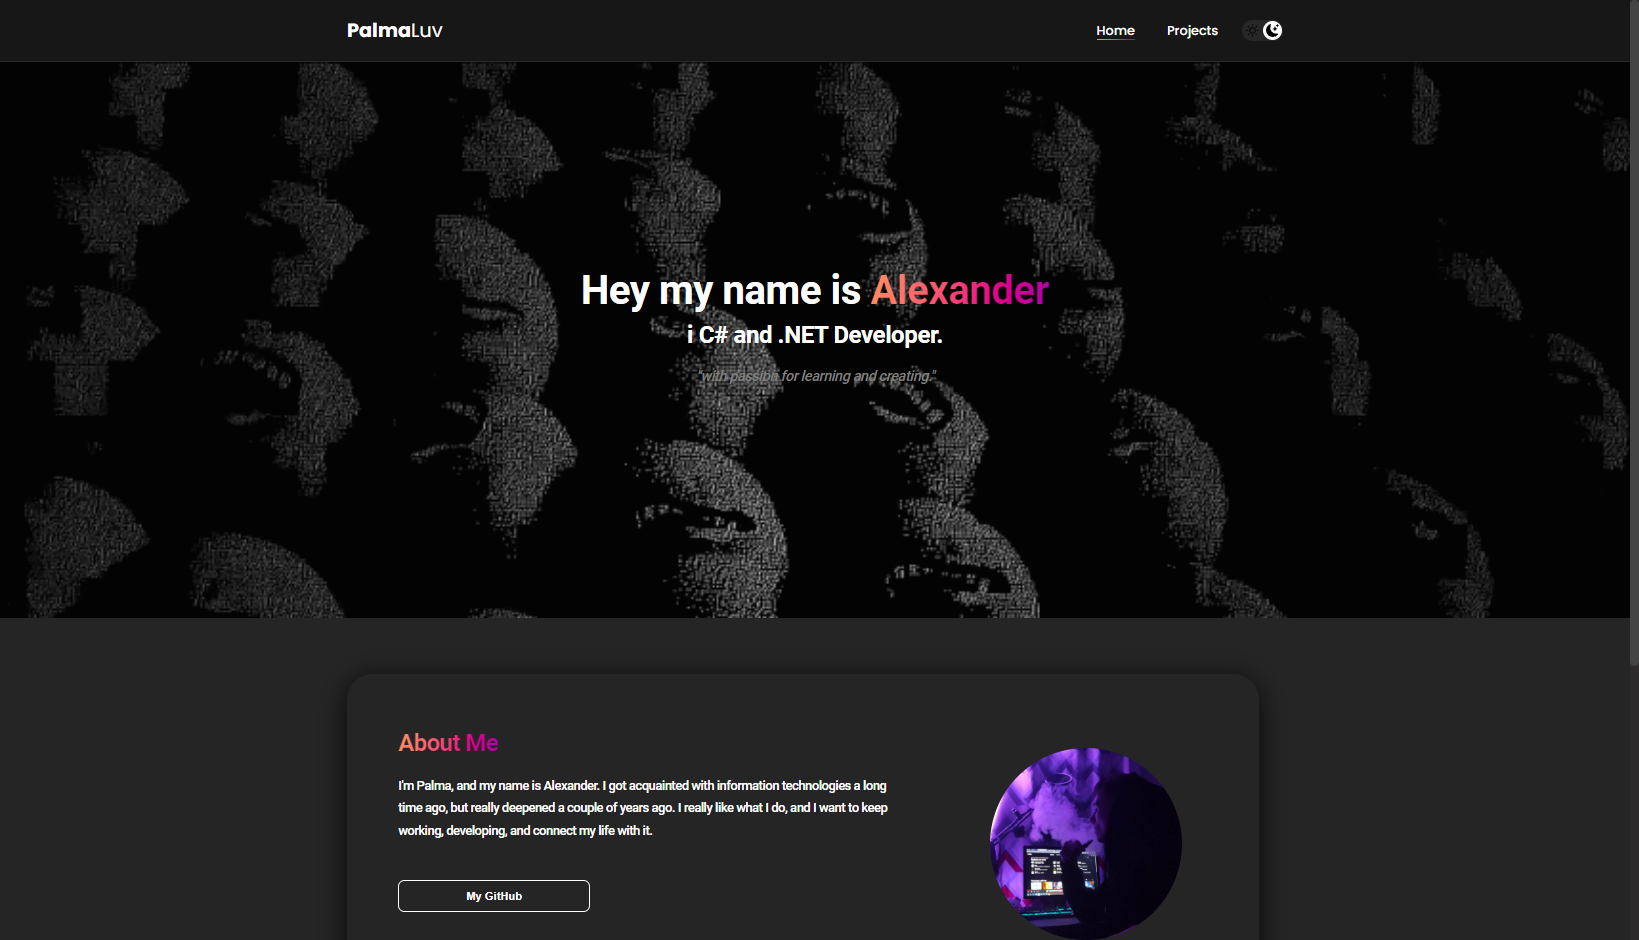 PalmaLuv
Home Projects
Hey my name is Alexander
i C# and .NET Developer.
"with passion for learning and creating."
About Me
I'm Palma, and my name is Alexander. I got acquainted with information technologies a long
time ago, but really deepened a couple of years ago. I really like what I do, and I want to keep
working, developing, and connect my life with it.
My GitHub